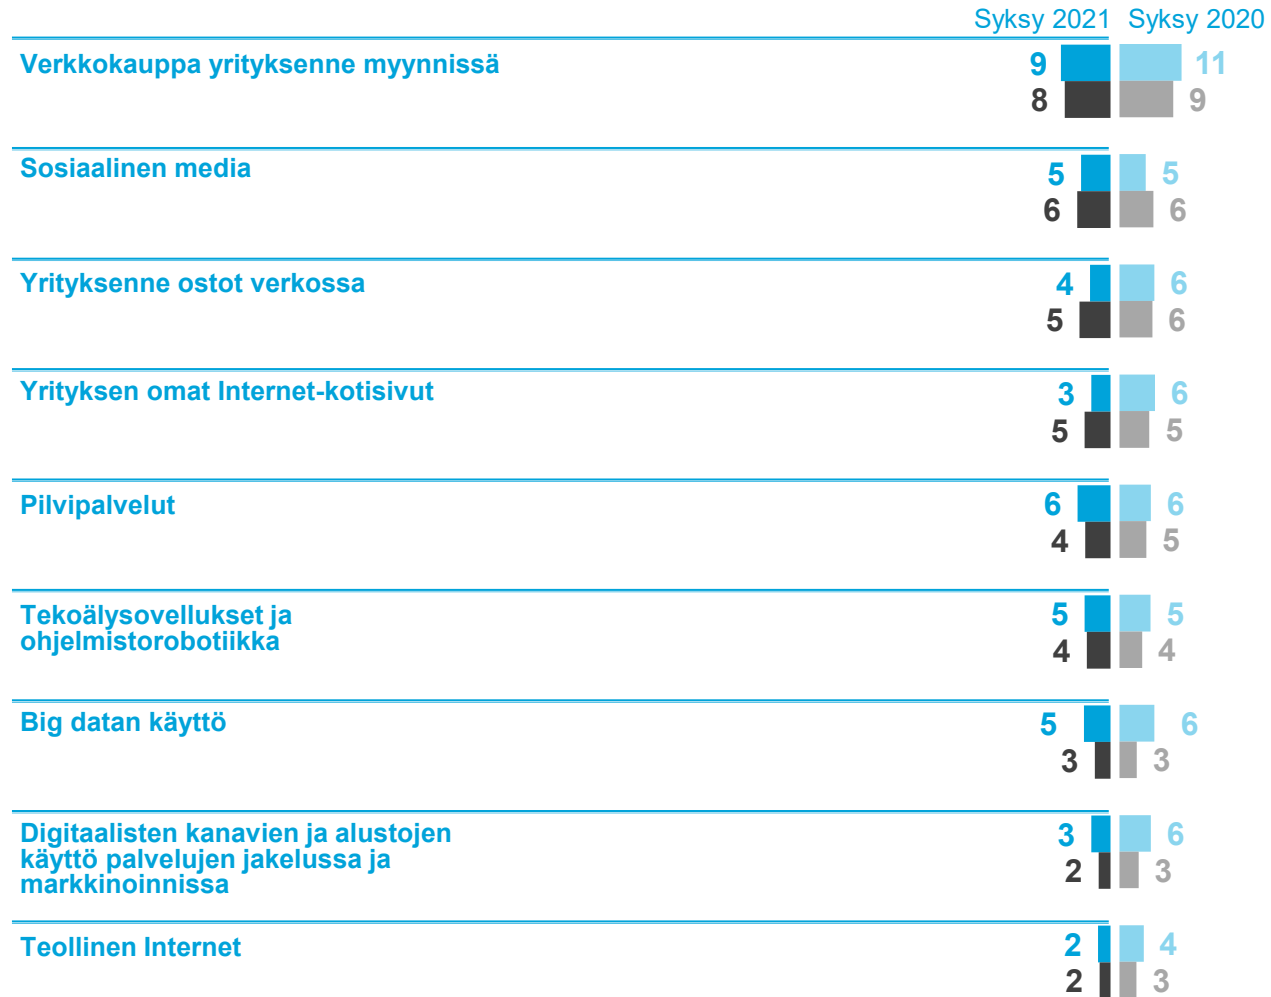 Syksy 2021 Syksy 2020
Verkkokauppa yrityksenne myynnissä
9 11
8 9
Sosiaalinen media
5 5
6 6
Yrityksenne ostot verkossa
4 6
5 6
Yrityksen omat Internet-kotisivut
3 6
5 5
Pilvipalvelut
6 6
4 5
Tekoälysovellukset ja
ohjelmistorobotiikka
5 5
4 4
Big datan käyttö
5 6
3 3
Digitaalisten kanavien ja alustojen
käyttö palvelujen jakelussa ja
markkinoinnissa
3 6
2 3
Teollinen Internet
2 4
2 3